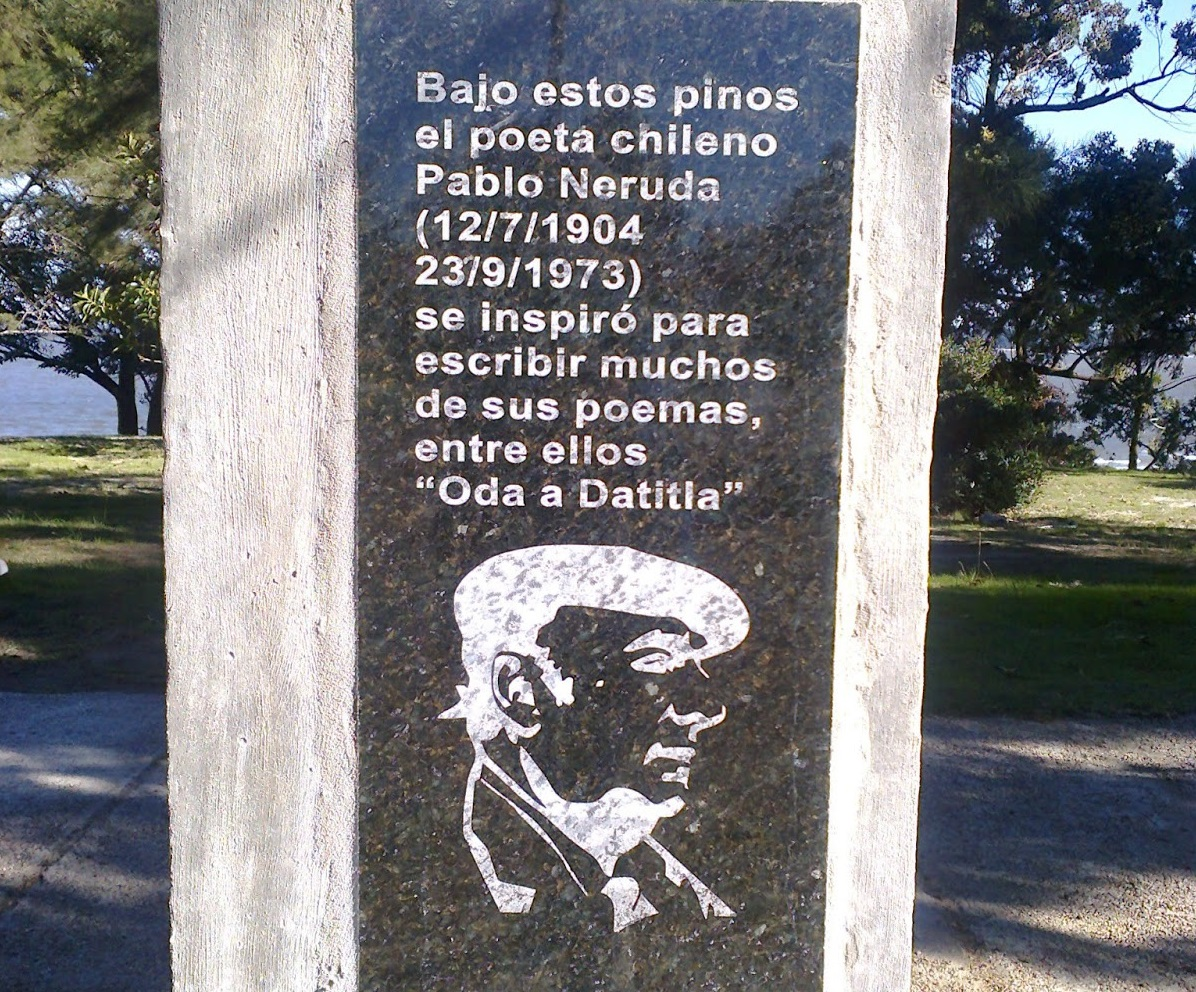 Bajo estos pinos
el poeta chileno
Pablo Neruda
(12/7/1904
23/9/1973)
se inspiró para
escribir muchos
de sus poemas,
entre ellos
“Oda a Datitla”